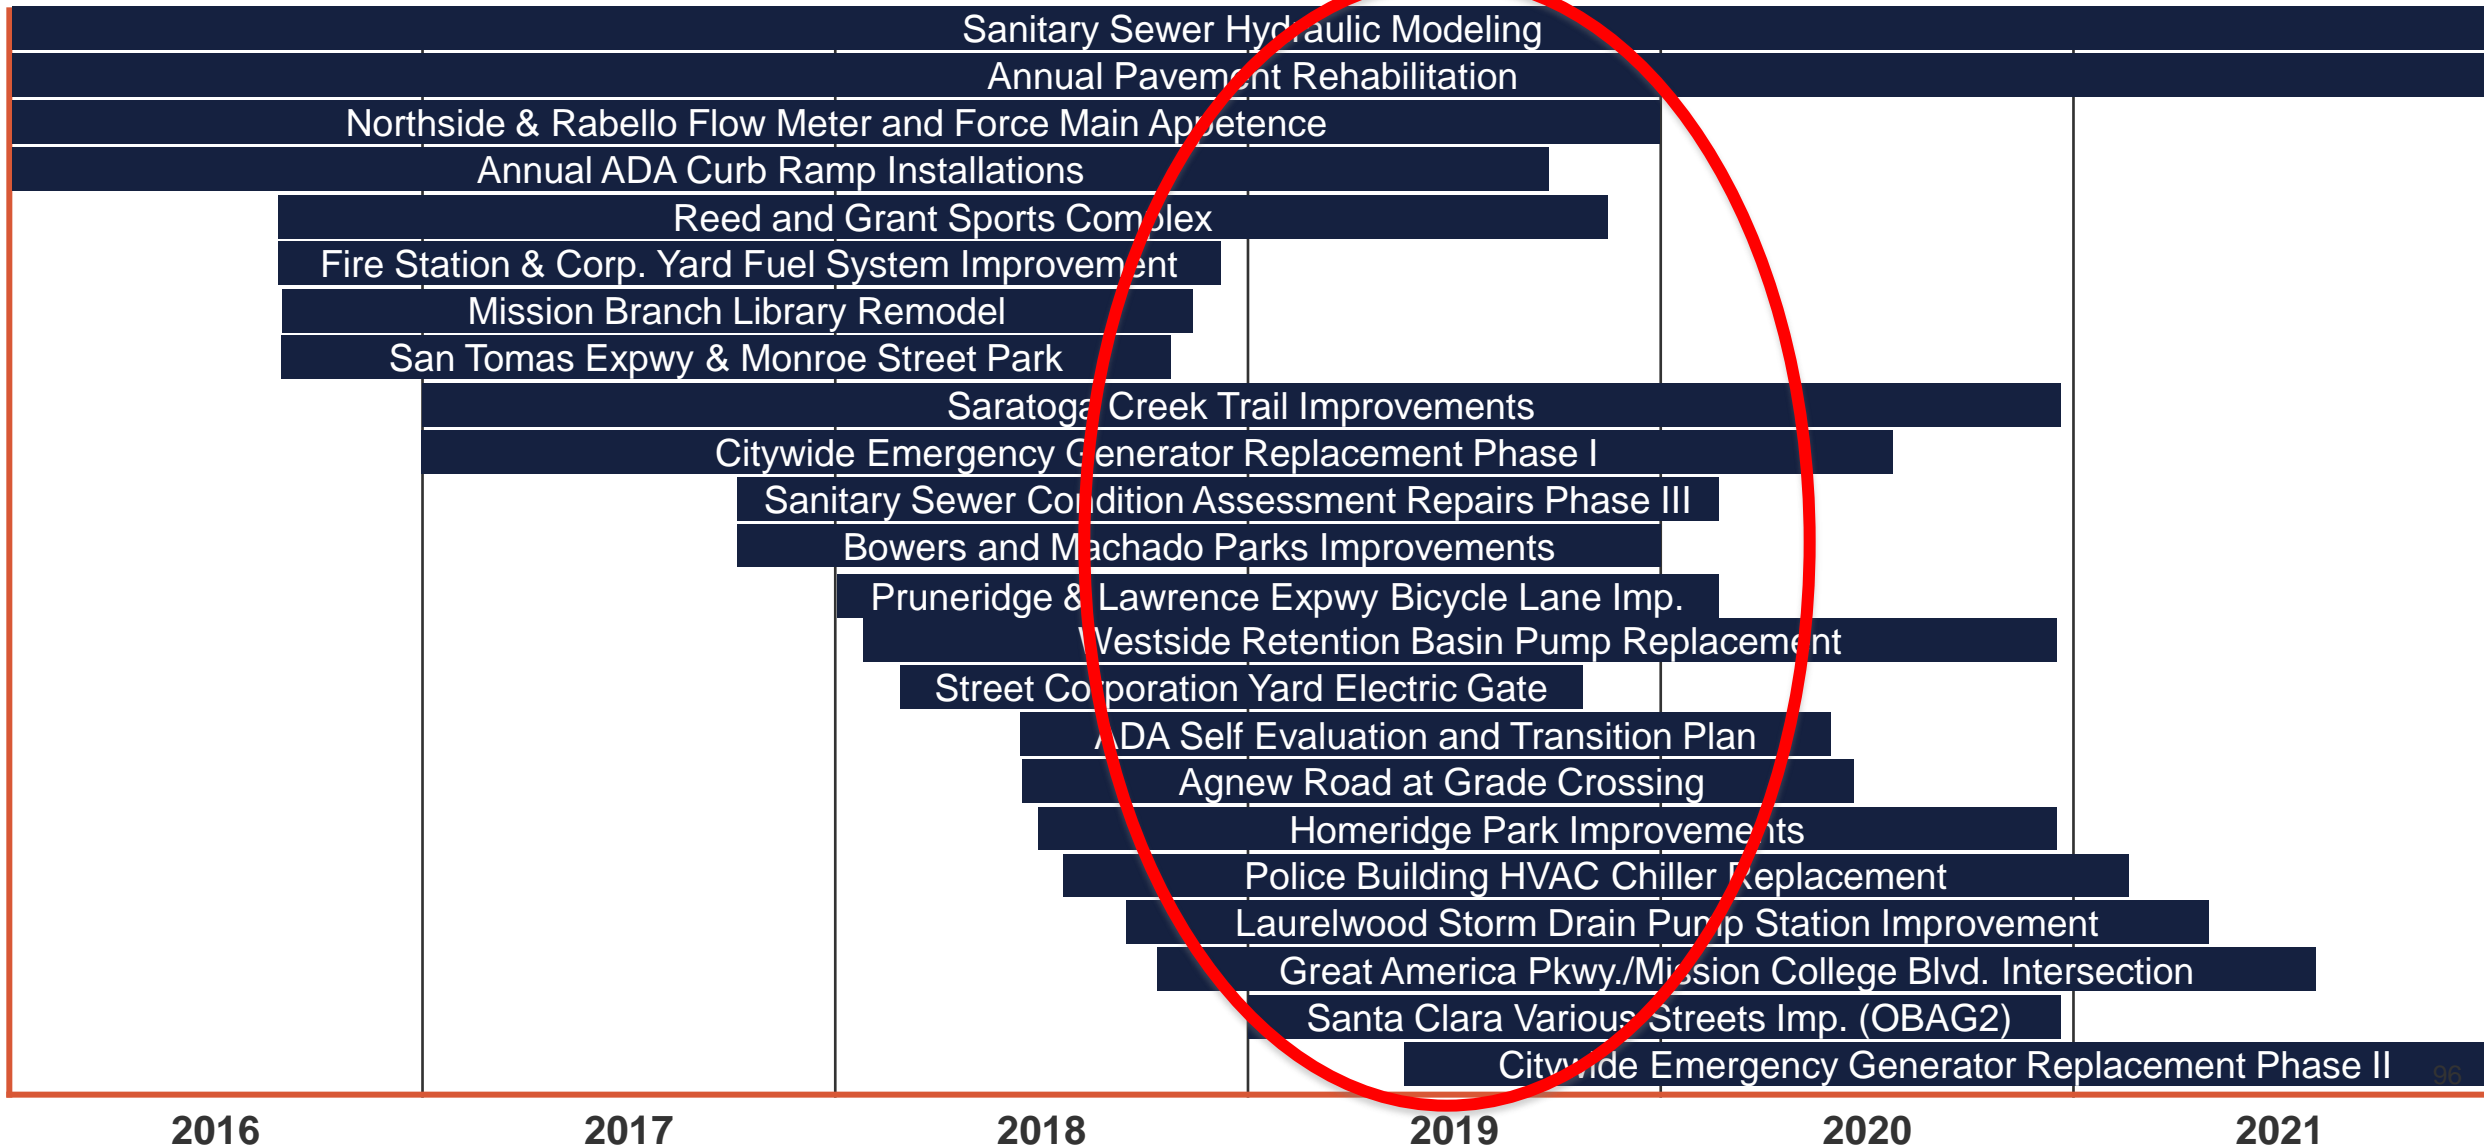 Sanitary Sewer Hydraulic Modeling
Annual Pavement Rehabilitation
Northside & Rabello Flow Meter and Force Main Appetence
Annual ADA Curb Ramp Installations
Reed and Grant Sports Complex
Fire Station & Corp. Yard Fuel System Improvement
Mission Branch Library Remodel
San Tomas Expwy & Monroe Street Park
Saratoga Creek Trail Improvements
Citywide Emergency Generator Replacement Phase I
Sanitary Sewer Condition Assessment Repairs Phase III
Bowers and Machado Parks Improvements
Pruneridge & Lawrence Expwy Bicycle Lane Imp.
Westside Retention Basin Pump Replacement
Street Corporation Yard Electric Gate
ADA Self Evaluation and Transition Plan
Agnew Road at Grade Crossing
Homeridge Park Improvements
Police Building HVAC Chiller Replacement
Laurelwood Storm Drain Pump Station Improvement
Great America Pkwy./Mission College Blvd. Intersection
Santa Clara Various Streets Imp. (OBAG2)
Citywide Emergency Generator Replacement Phase II
96
2016 2017 2018 2019 2020 2021